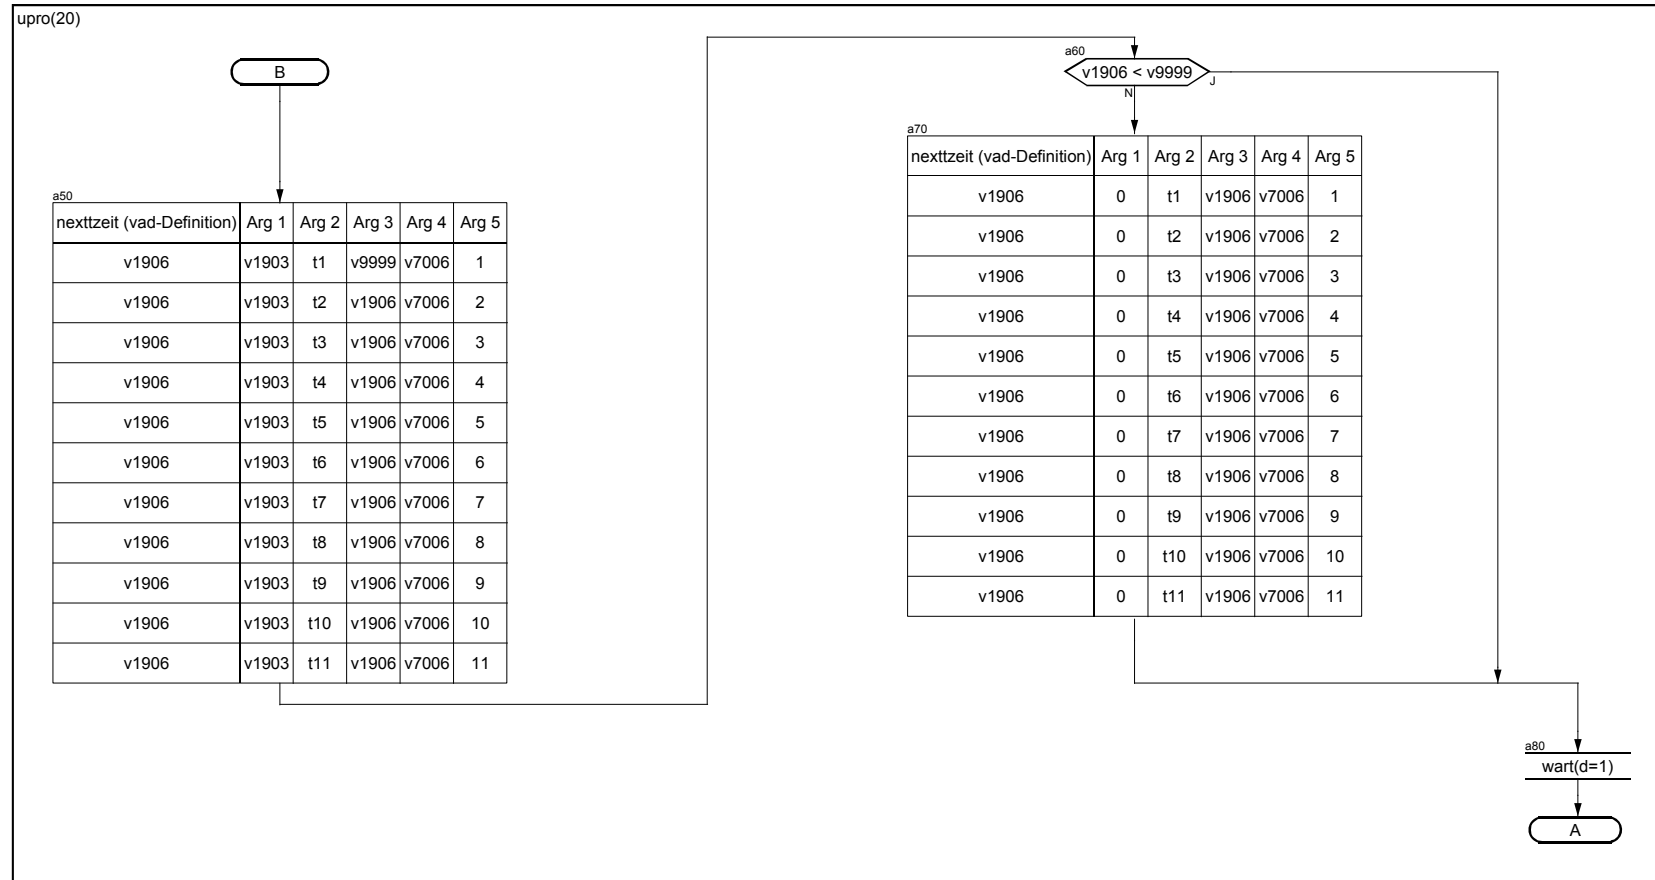 upro(20)
B
a50
nexttzeit (vad-Definition) Arg 1 Arg 2 Arg 3 Arg 4 Arg 5
v1906 v1903 t1 v9999 v7006 1
v1906 v1903 t2 v1906 v7006 2
v1906 v1903 t3 v1906 v7006 3
v1906 v1903 t4 v1906 v7006 4
v1906 v1903 t5 v1906 v7006 5
v1906 v1903 t6 v1906 v7006 6
v1906 v1903 t7 v1906 v7006 7
v1906 v1903 t8 v1906 v7006 8
v1906 v1903 t9 v1906 v7006 9
v1906 v1903 t10 v1906 v7006 10
v1906 v1903 t11 v1906 v7006 11
a60
v1906 < v9999
J
N
a70
nexttzeit (vad-Definition) Arg 1 Arg 2 Arg 3 Arg 4 Arg 5
v1906 0 t1 v1906 v7006 1
v1906 0 t2 v1906 v7006 2
v1906 0 t3 v1906 v7006 3
v1906 0 t4 v1906 v7006 4
v1906 0 t5 v1906 v7006 5
v1906 0 t6 v1906 v7006 6
v1906 0 t7 v1906 v7006 7
v1906 0 t8 v1906 v7006 8
v1906 0 t9 v1906 v7006 9
v1906 0 t10 v1906 v7006 10
v1906 0 t11 v1906 v7006 11
a80
wart(d=1)
A